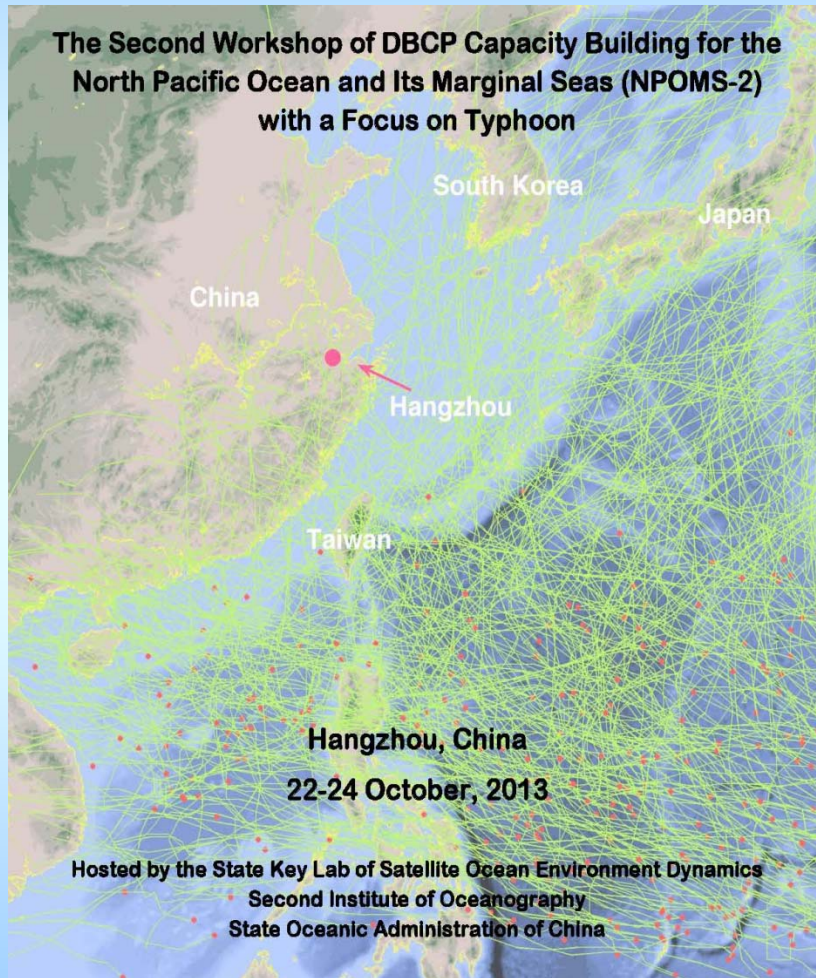 The Second Workshop of DBCP Capacity Building for the
North Pacific Ocean and Its Marginal Seas (NPOMS-2)
with a Focus on Typhoon
South Korea
Japan
China
Hangzhou
Taiwan
Hangzhou, China
22-24 October, 2013
Hosted by the State Key Lab of Satellite Ocean Environment Dynamics
Second Institute of Oceanography
State Oceanic Administration of China